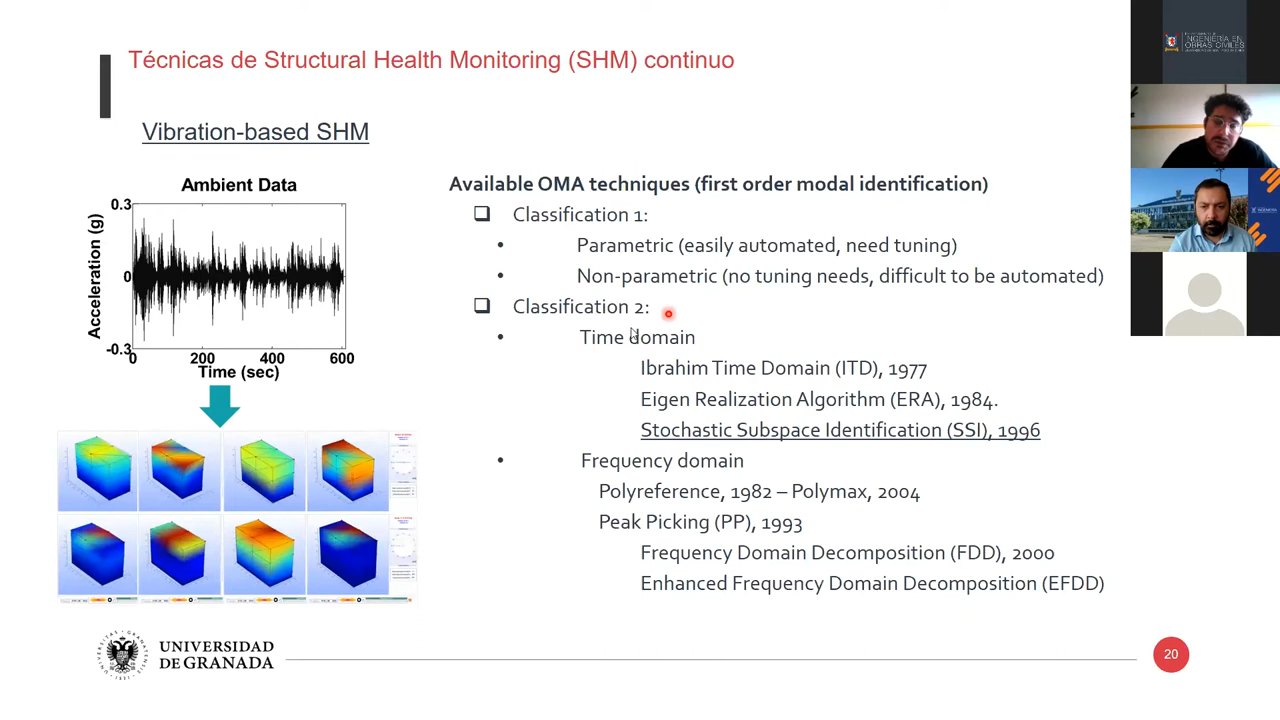 Técnicas de Structural Health Monitoring (SHM) continuo
Vibration-based SHM
Ambient Data
0.3
0
-0.3
Acceleration (g)
0 200 400 600
Time (sec)
Available OMA techniques (first order modal identification)
Classification 1:
• Parametric (easily automated, need tuning)
• Non-parametric (no tuning needs, difficult to be automated)
Classification 2:
• Time domain
Ibrahim Time Domain (ITD), 1977
Eigen Realization Algorithm (ERA), 1984.
Stochastic Subspace Identification (SSI), 1996
• Frequency domain
Polyreference, 1982 – Polymax, 2004
Peak Picking (PP), 1993
Frequency Domain Decomposition (FDD), 2000
Enhanced Frequency Domain Decomposition (EFDD)
UNIVERSIDAD
DE GRANADA
20
INGENIERÍA EN
OBRAS CIVILES